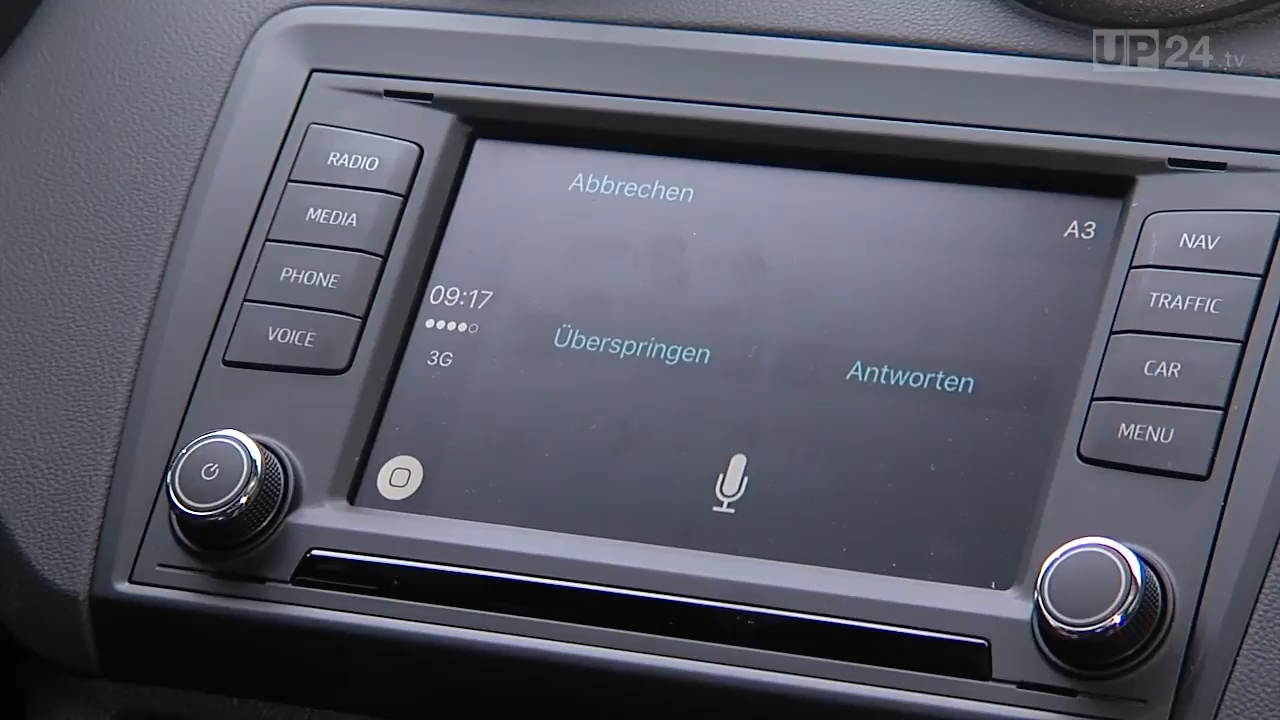 UP24.tv
RADIO
MEDIA
PHONE
VOICE
Abbrechen
A3
09:17
3G
Überspringen
Antworten
NAV
TRAFFIC
CAR
MENU